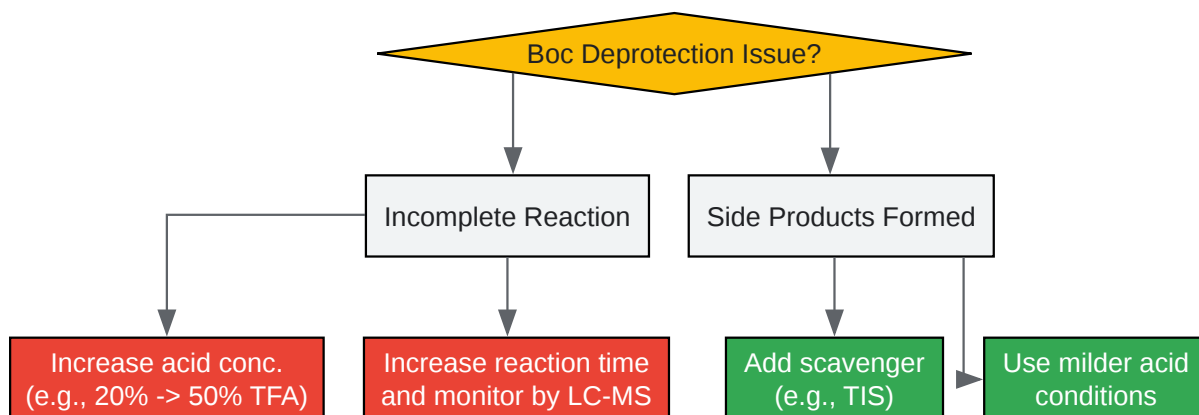 Boc Deprotection Issue?
Incomplete Reaction
Side Products Formed
Increase acid conc.
(e.g., 20% -> 50% TFA)
Increase reaction time
and monitor by LC-MS
Add scavenger
(e.g., TIS)
Use milder acid
conditions